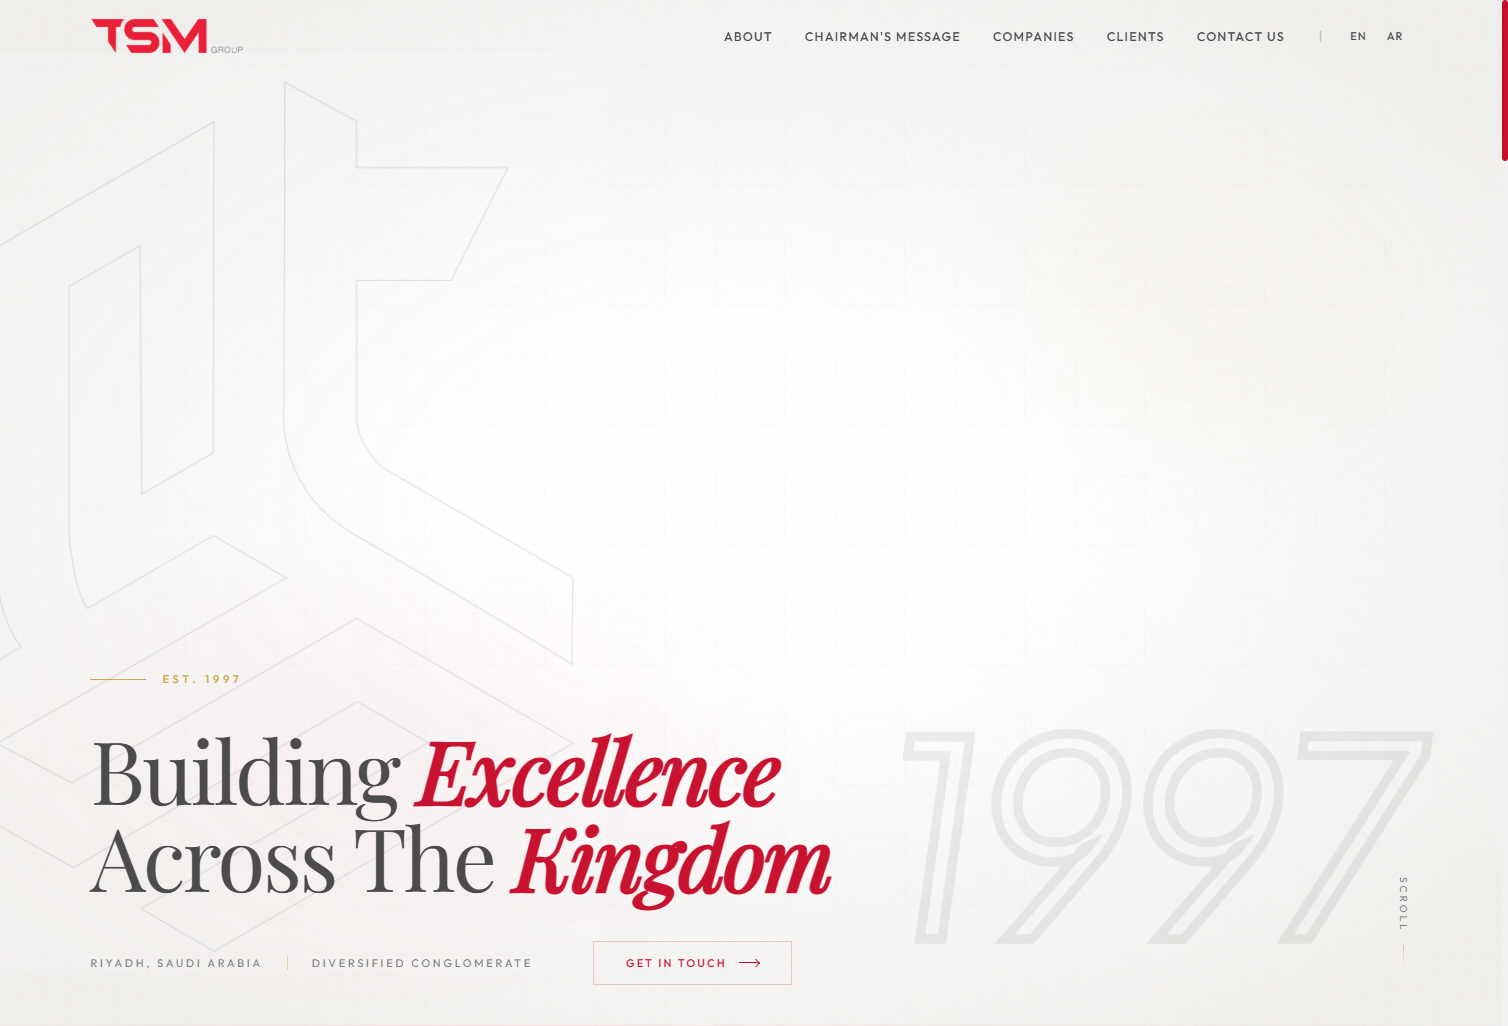 TSM GROUP
ABOUT
CHAIRMAN'S MESSAGE
COMPANIES
CLIENTS
CONTACT US
|
EN
AR
EST. 1997
Building Excellence
Across The Kingdom
1997
SCROLL
RIYADH, SAUDI ARABIA
DIVERSIFIED CONGLOMERATE
GET IN TOUCH